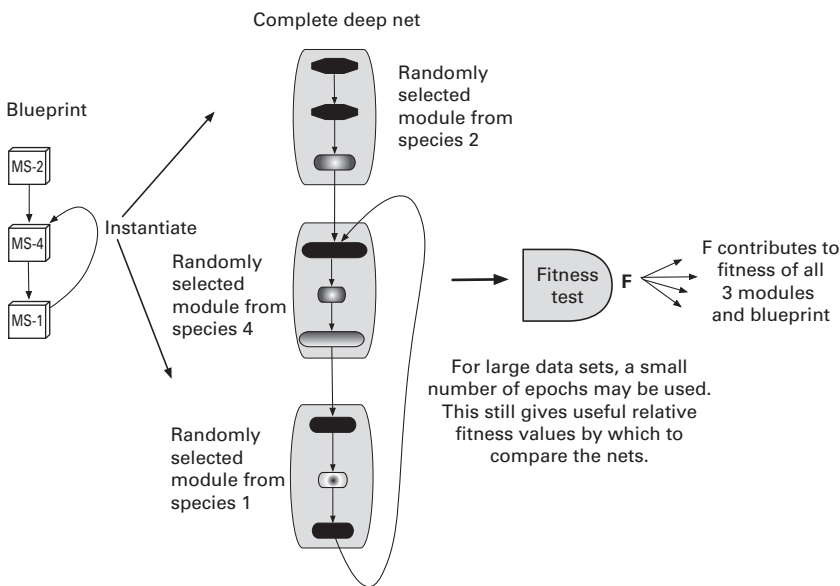 Complete deep net
Blueprint
MS-2
MS-4
MS-1
Instantiate
Randomly
selected
module from
species 2
Randomly
selected
module from
species 4
Randomly
selected
module from
species 1
Fitness
test
F
F contributes to
fitness of all
3 modules
and blueprint
For large data sets, a small
number of epochs may be used.
This still gives useful relative
fitness values by which to
compare the nets.